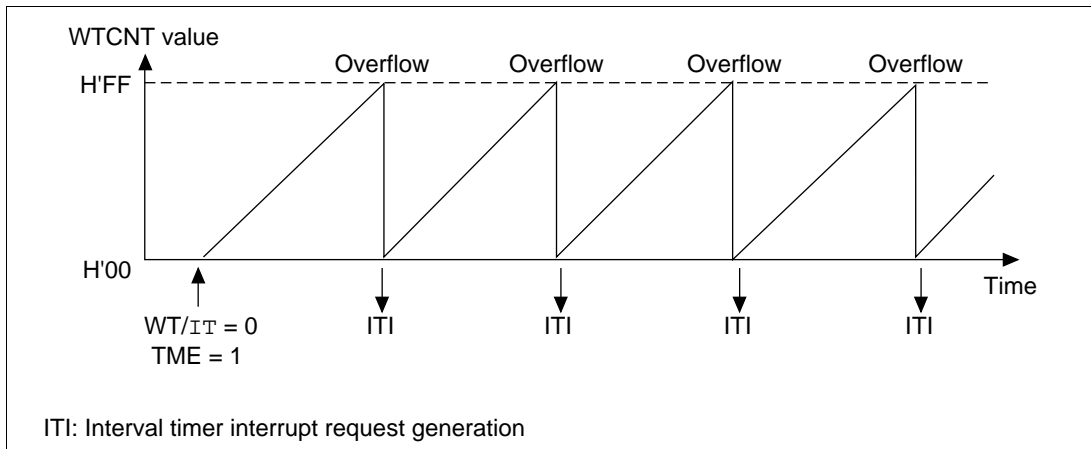 WTCNT value
Overflow Overflow Overflow Overflow
H'FF
H'00
Time
WT/IT = 0
TME = 1
ITI ITI ITI ITI
ITI: Interval timer interrupt request generation